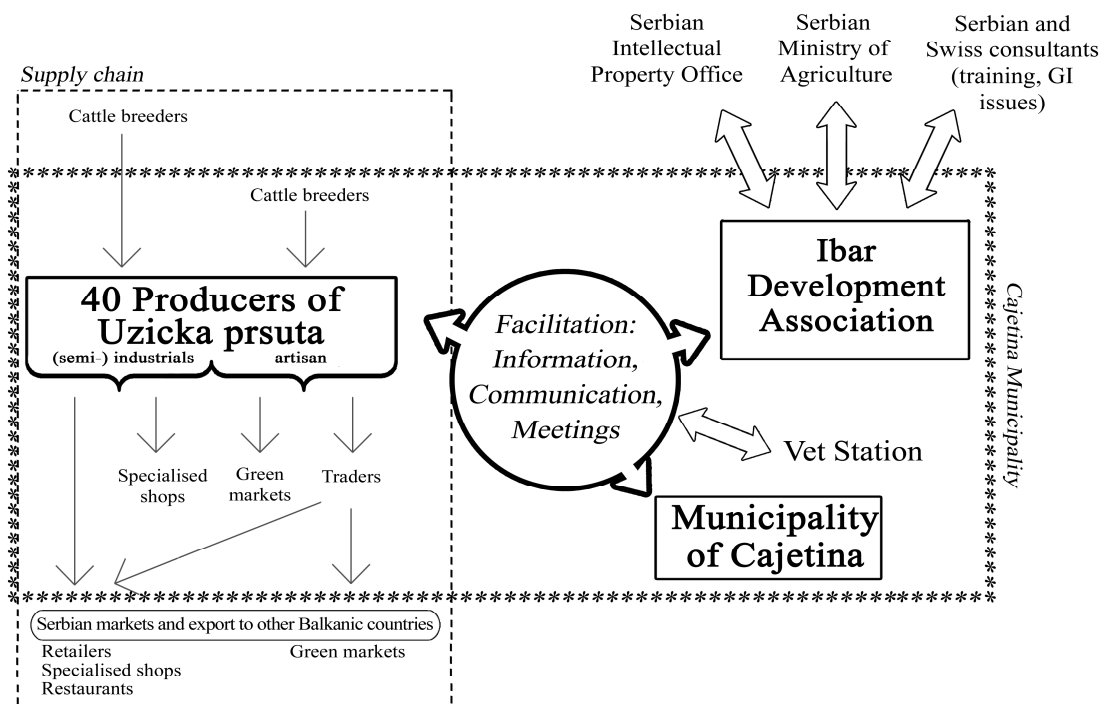 Serbian
Intellectual
Property Office
Serbian
Ministry of
Agriculture
Serbian and
Swiss consultants
(training, GI
issues)
Supply chain
Cattle breeders
Cattle breeders
40 Producers of
Uzicka prsuta
(semi-) industrials
artisan
Facilitation:
Information,
Communication,
Meetings
Ibar
Development
Association
Cajetina Municipality
Specialised
shops
Green
markets
Traders
Vet Station
Municipality
of Cajetina
Serbian markets and export to other Balkanic countries
Retailers
Specialised shops
Restaurants
Green markets